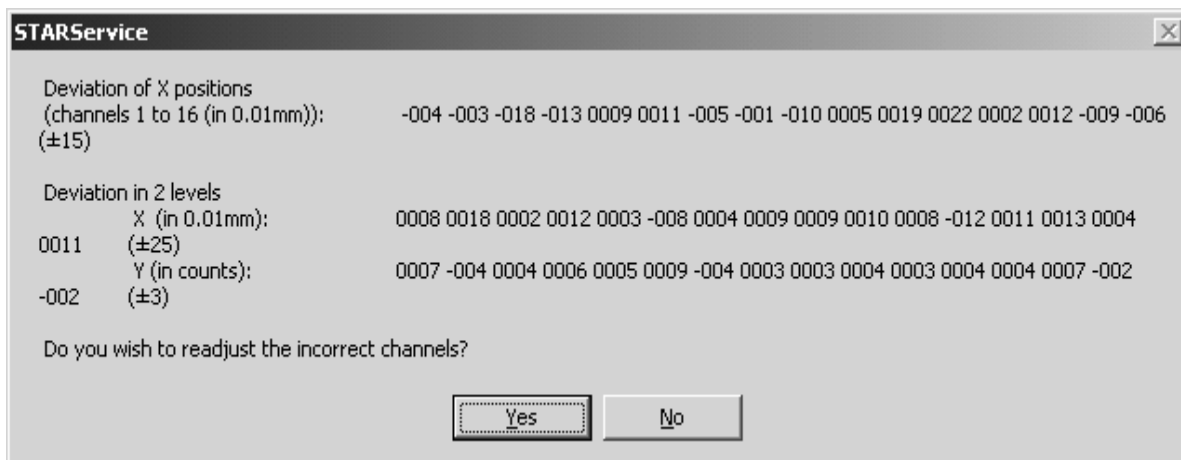 STARService
Deviation of X positions
(channels 1 to 16 (in 0.01mm)): -004 -003 -018 -013 0009 0011 -005 -001 -010 0005 0019 0022 0002 0012 -009 -006
(±15)
Deviation in 2 levels
X (in 0.01mm): 0008 0018 0002 0012 0003 -008 0004 0009 0009 0010 0008 -012 0011 0013 0004
0011 (±25)
Y (in counts): 0007 -004 0004 0006 0005 0009 -004 0003 0003 0004 0003 0004 0004 0007 -002
-002 (±3)
Do you wish to readjust the incorrect channels?
Yes No